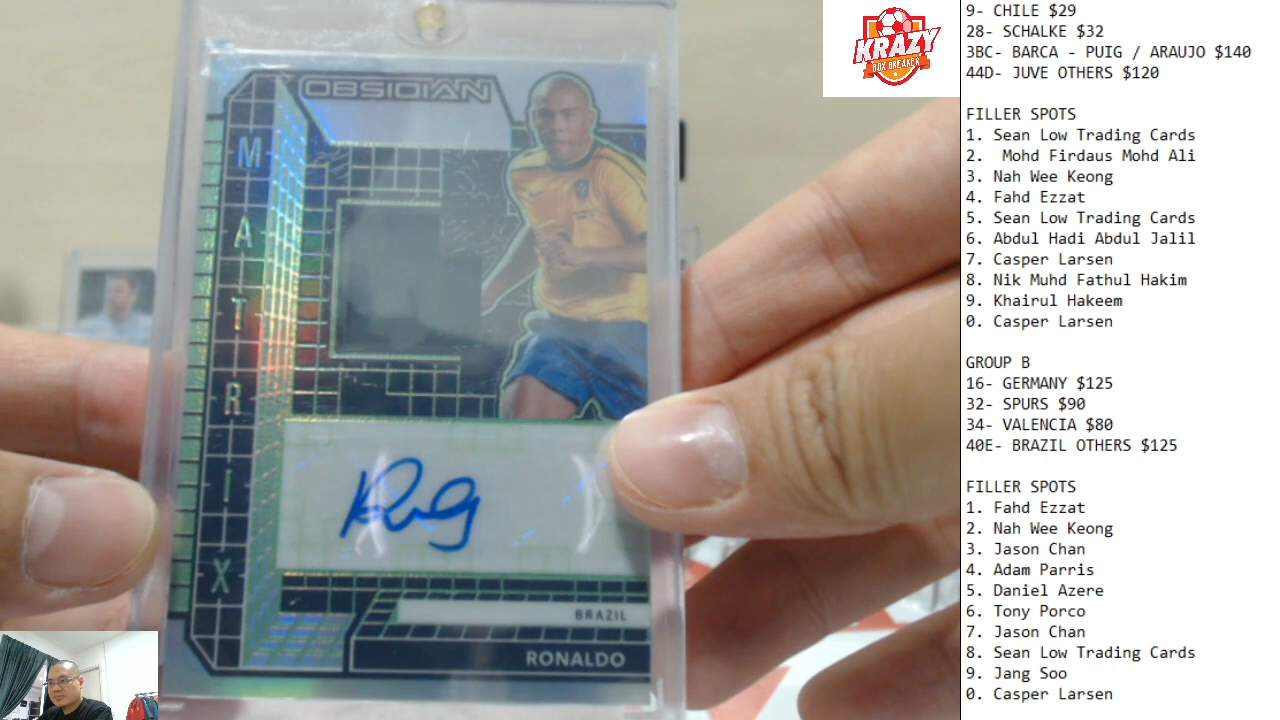 OBSIDIAN
MATRIX
BRAZIL
RONALDO
KRAZY
BOX BREAKER
9- CHILE $29
28- SCHALKE $32
3BC- BARCA - PUIG / ARAUJO $140
44D- JUVE OTHERS $120
FILLER SPOTS
1. Sean Low Trading Cards
2.  Mohd Firdaus Mohd Ali
3. Nah Wee Keong
4. Fahd Ezzat
5. Sean Low Trading Cards
6. Abdul Hadi Abdul Jalil
7. Casper Larsen
8. Nik Muhd Fathul Hakim
9. Khairul Hakeem
0. Casper Larsen
GROUP B
16- GERMANY $125
32- SPURS $90
34- VALENCIA $80
40E- BRAZIL OTHERS $125
FILLER SPOTS
1. Fahd Ezzat
2. Nah Wee Keong
3. Jason Chan
4. Adam Parris
5. Daniel Azere
6. Tony Porco
7. Jason Chan
8. Sean Low Trading Cards
9. Jang Soo
0. Casper Larsen